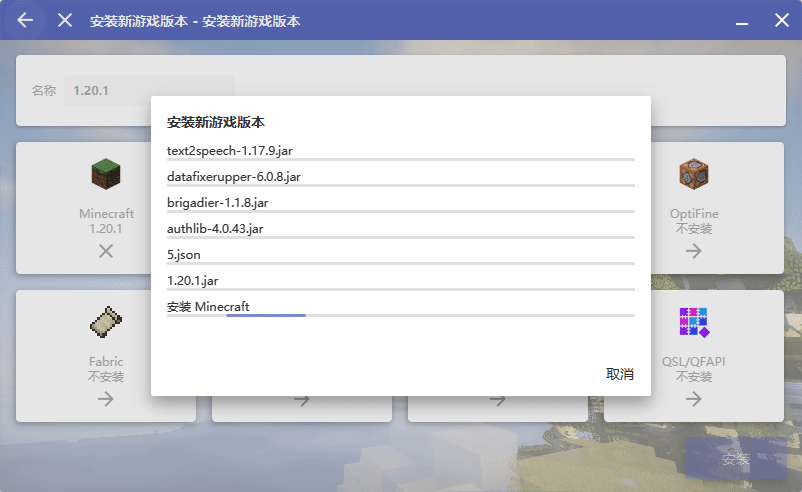 安装新游戏版本 - 安装新游戏版本
名称
1.20.1
安装新游戏版本
text2speech-1.17.9.jar
datafixerupper-6.0.8.jar
brigadier-1.1.8.jar
authlib-4.0.43.jar
5.json
1.20.1.jar
安装 Minecraft
取消
Minecraft
1.20.1
OptiFine
不安装
Fabric
不安装
QSL/QFAPI
不安装
安装